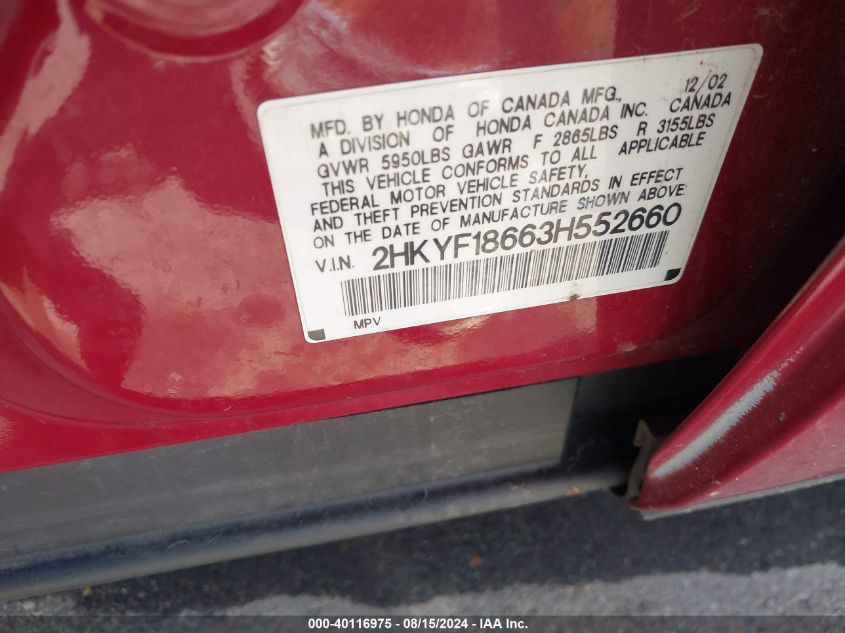 12/02
MFD. BY HONDA OF CANADA MFG.,
A DIVISION OF HONDA CANADA INC. CANADA
GVWR 5950LBS GAWR F 2865LBS R 3155LBS
THIS VEHICLE CONFORMS TO ALL APPLICABLE
FEDERAL MOTOR VEHICLE SAFETY,
AND THEFT PREVENTION STANDARDS IN EFFECT
ON THE DATE OF MANUFACTURE SHOWN ABOVE.
V.I.N. 2HKYF18663H552660
MPV
000-40116975 - 08/15/2024 - IAA Inc.